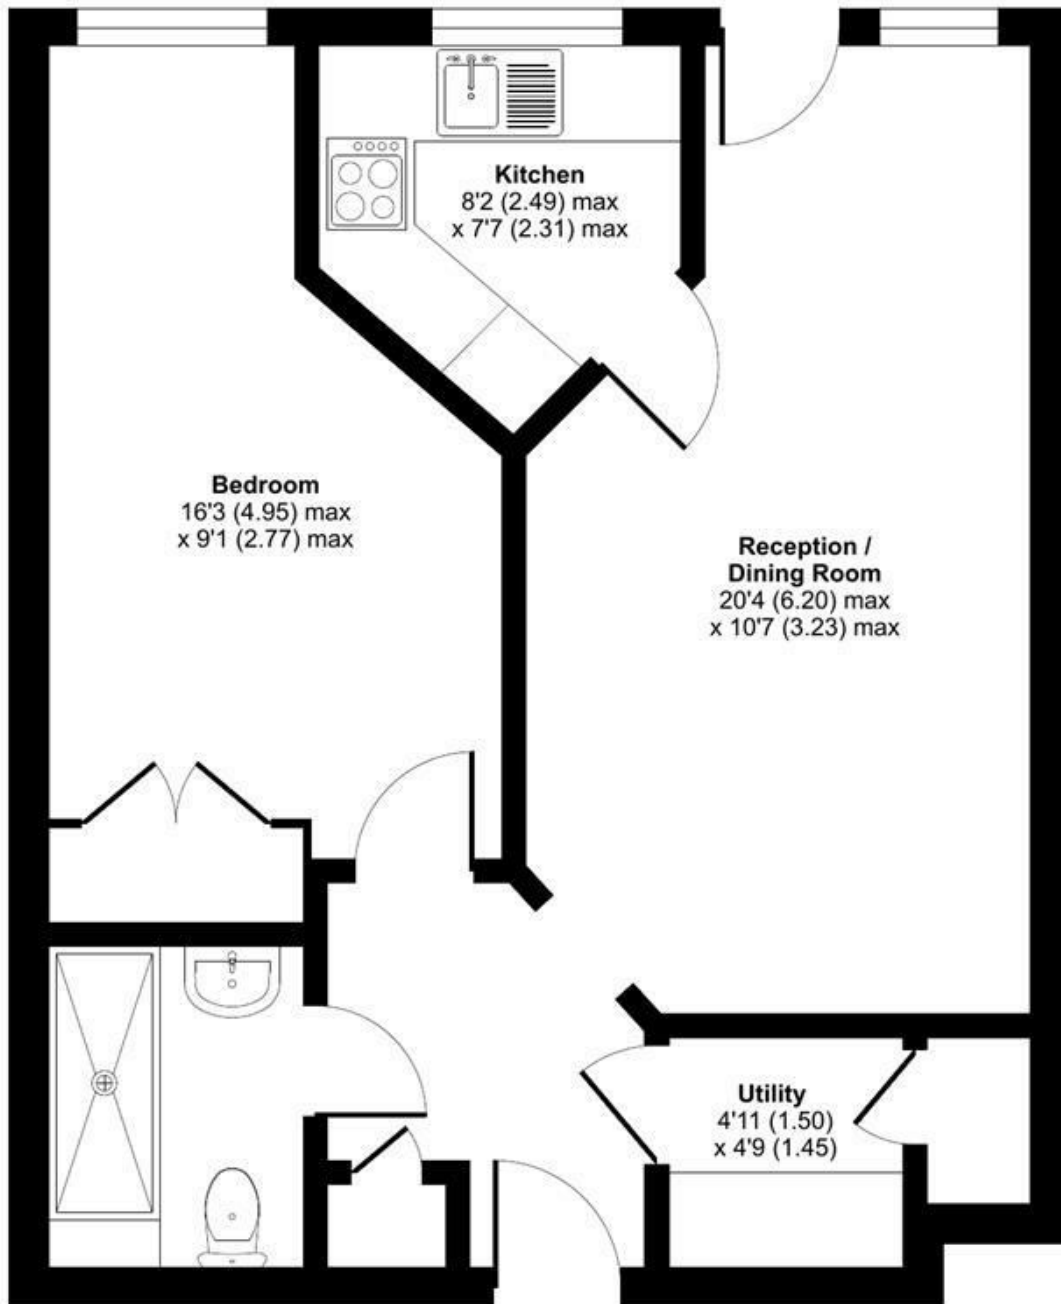 Kitchen
8'2 (2.49) max
x 7'7 (2.31) max
Bedroom
16'3 (4.95) max
x 9'1 (2.77) max
Reception /
Dining Room
20'4 (6.20) max
x 10'7 (3.23) max
Utility
4'11 (1.50)
x 4'9 (1.45)